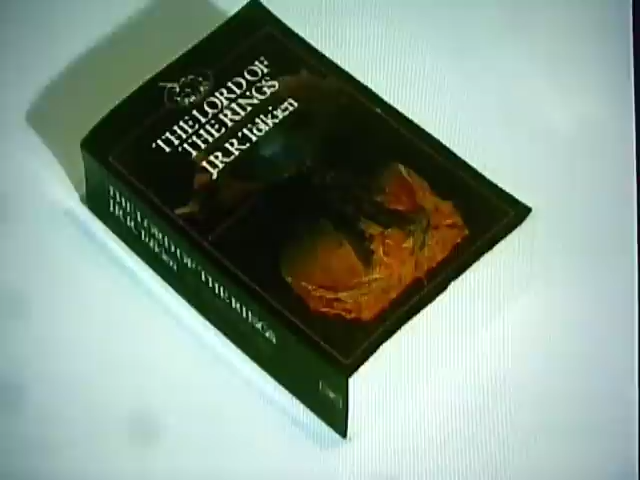 THE LORD OF
THE RINGS
J.R.R. Tolkien
THE LORD OF THE RINGS
J.R.R. Tolkien